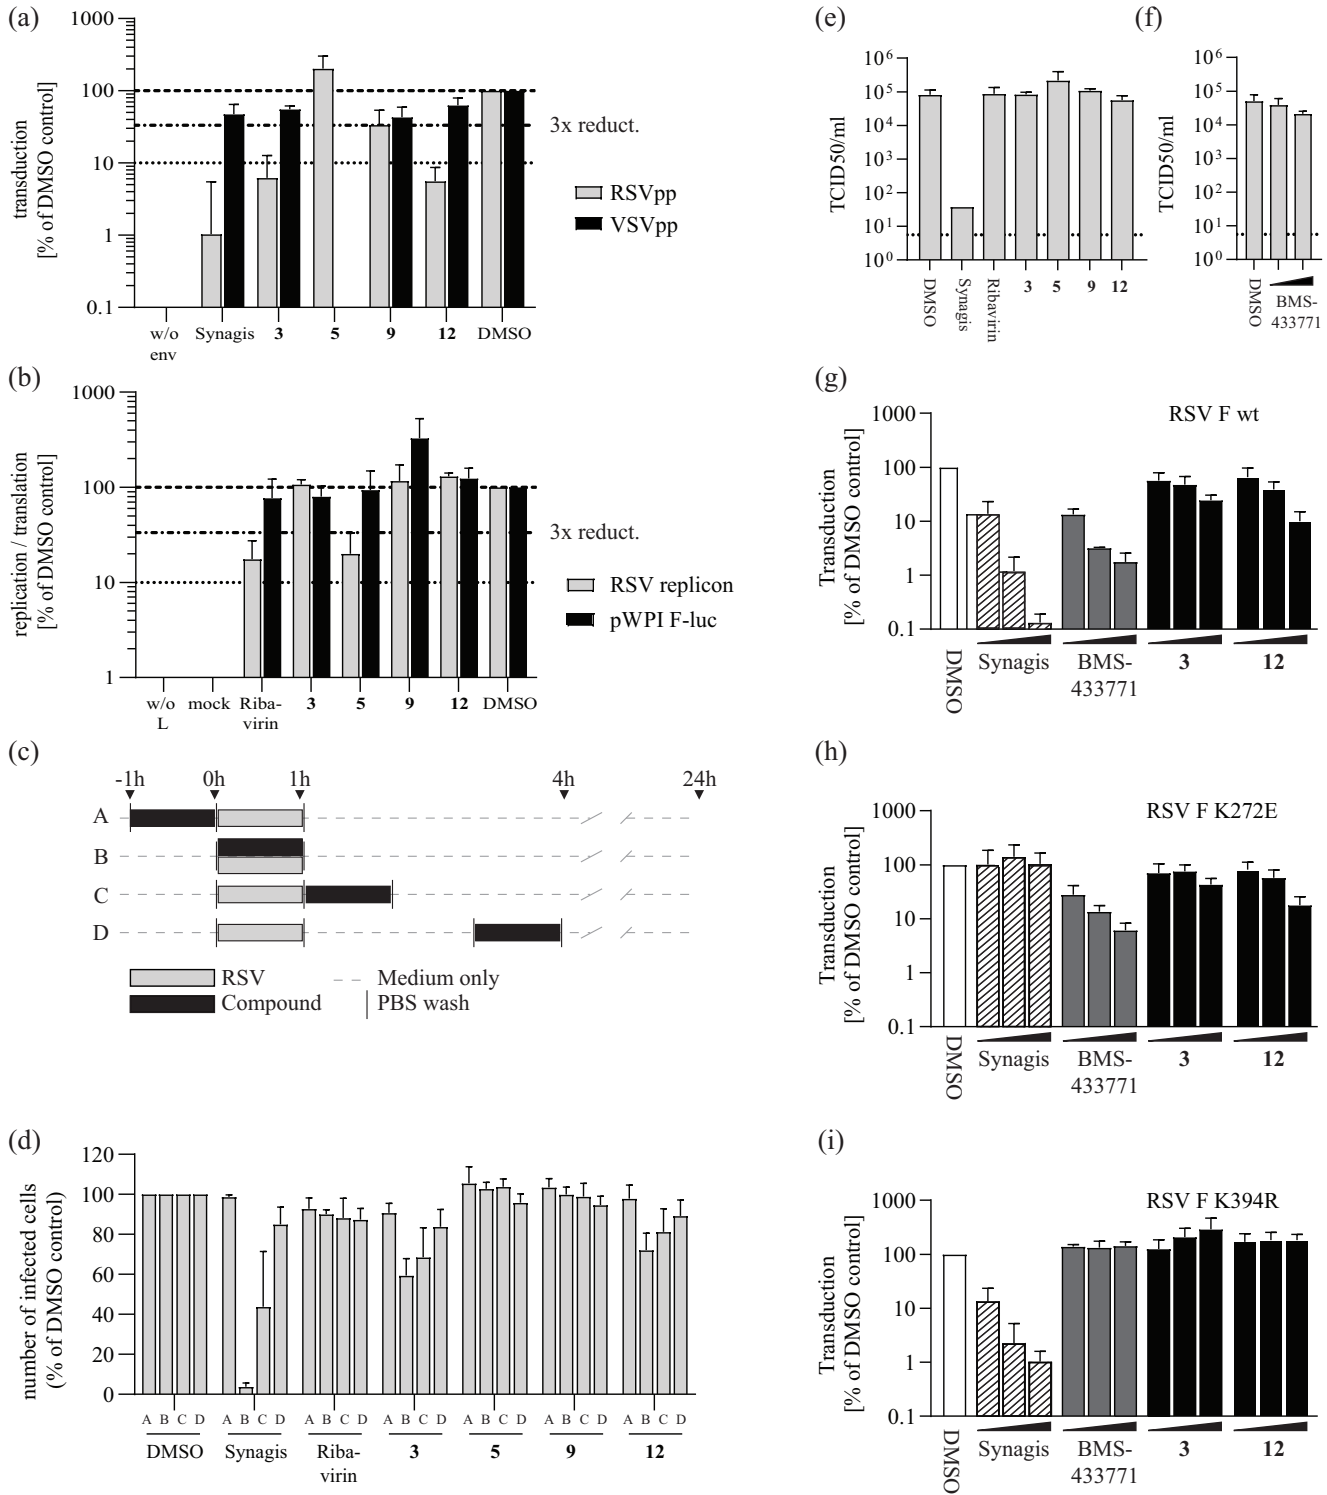 (a)
1000
100
10
1
0.1
transduction
[% of DMSO control]
3x reduct.
RSVpp
VSVpp
w/o
env
Synagis
3
5
9
12
DMSO
(b)
1000
100
10
1
replication / translation
[% of DMSO control]
3x reduct.
RSV replicon
pWPI F-luc
w/o
L
mock
Riba-
virin
3
5
9
12
DMSO
(c)
-1h
0h
1h
4h
24h
A
B
C
D
RSV
Medium only
Compound
PBS wash
(d)
120
100
80
60
40
20
0
number of infected cells
(% of DMSO control)
A B C D
A B C D
A B C D
A B C D
A B C D
A B C D
A B C D
DMSO
Synagis
Riba-
virin
3
5
9
12
(e)
10⁶
10⁵
10⁴
10³
10²
10¹
10⁰
TCID50/ml
DMSO
Synagis
Ribavirin
3
5
9
12
(f)
10⁶
10⁵
10⁴
10³
10²
10¹
10⁰
TCID50/ml
DMSO
BMS-
433771
(g)
RSV F wt
1000
100
10
1
0.1
Transduction
[% of DMSO control]
DMSO
Synagis
BMS-
433771
3
12
(h)
RSV F K272E
1000
100
10
1
0.1
Transduction
[% of DMSO control]
DMSO
Synagis
BMS-
433771
3
12
(i)
RSV F K394R
1000
100
10
1
0.1
Transduction
[% of DMSO control]
DMSO
Synagis
BMS-
433771
3
12